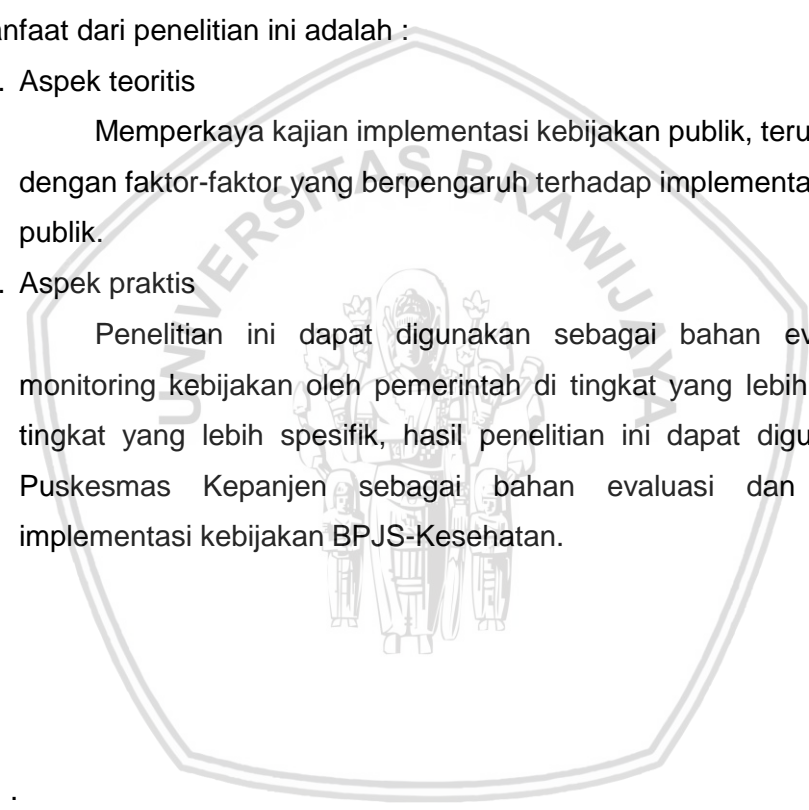 anfaat dari penelitian ini adalah :
. Aspek teoritis
Memperkaya kajian implementasi kebijakan publik, teru
dengan faktor-faktor yang berpengaruh terhadap implementa
publik.
. Aspek praktis
Penelitian ini dapat digunakan sebagai bahan ev
monitoring kebijakan oleh pemerintah di tingkat yang lebih
tingkat yang lebih spesifik, hasil penelitian ini dapat digu
Puskesmas Kepanjen sebagai bahan evaluasi dan
implementasi kebijakan BPJS-Kesehatan.
.
UNIVERSITAS BRAWIJAYA